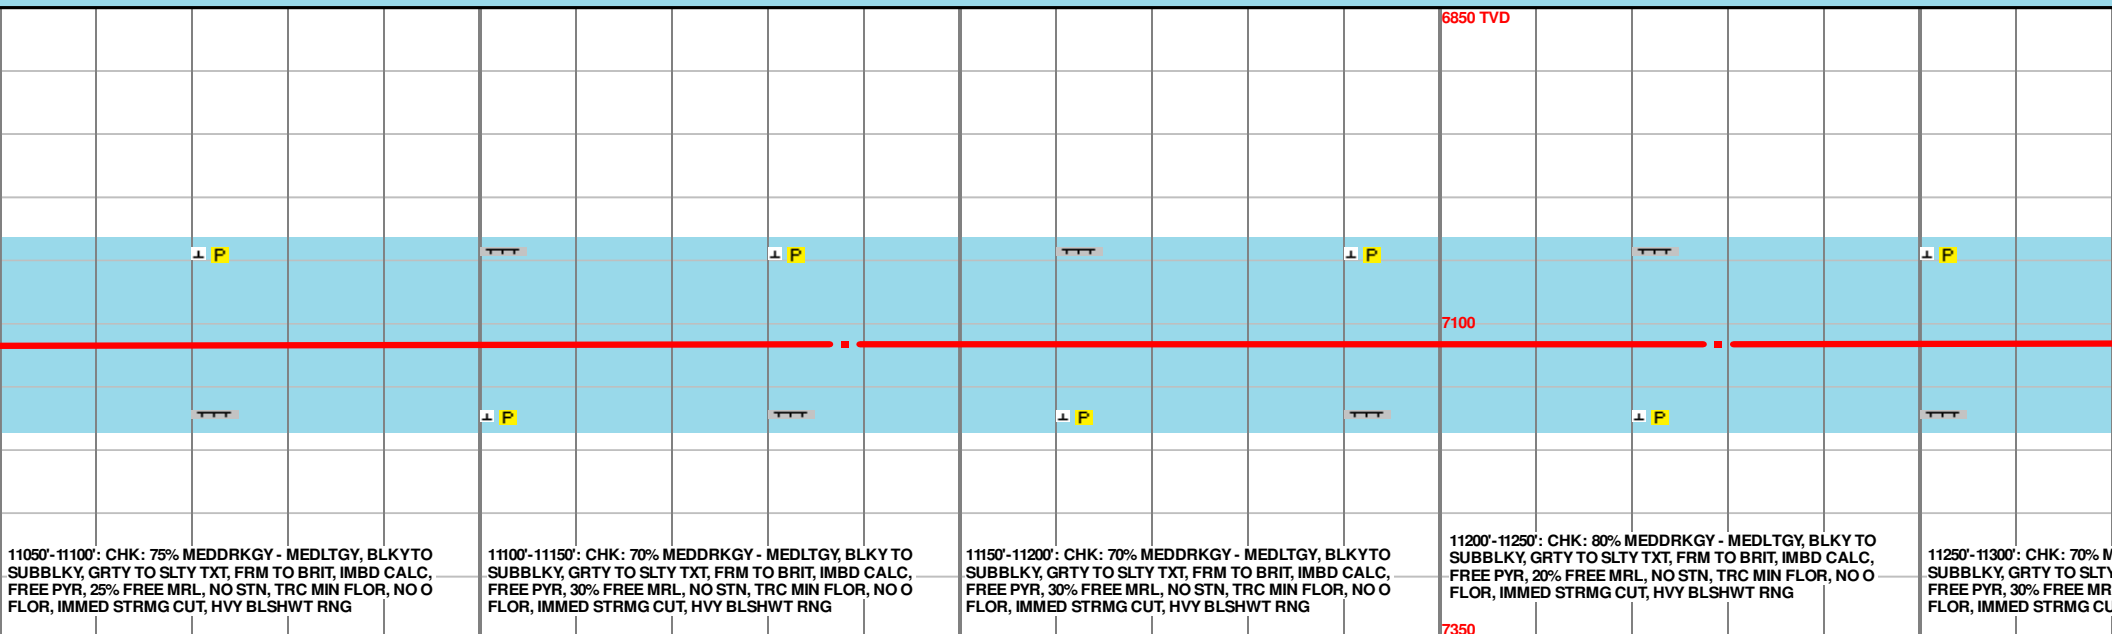 6850 TVD
P
P
P
P
7100
P
P
P
11050'-11100': CHK: 75% MEDDRKGY - MEDLTGY, BLKYTO
SUBBLKY, GRTY TO SLTY TXT, FRM TO BRIT, IMBD CALC,
FREE PYR, 25% FREE MRL, NO STN, TRC MIN FLOR, NO O
FLOR, IMMED STRMG CUT, HVY BLSHWT RNG
11100'-11150': CHK: 70% MEDDRKGY - MEDLTGY, BLKY TO
SUBBLKY, GRTY TO SLTY TXT, FRM TO BRIT, IMBD CALC,
FREE PYR, 30% FREE MRL, NO STN, TRC MIN FLOR, NO O
FLOR, IMMED STRMG CUT, HVY BLSHWT RNG
11150'-11200': CHK: 70% MEDDRKGY - MEDLTGY, BLKYTO
SUBBLKY, GRTY TO SLTY TXT, FRM TO BRIT, IMBD CALC,
FREE PYR, 30% FREE MRL, NO STN, TRC MIN FLOR, NO O
FLOR, IMMED STRMG CUT, HVY BLSHWT RNG
11200'-11250': CHK: 80% MEDDRKGY - MEDLTGY, BLKY TO
SUBBLKY, GRTY TO SLTY TXT, FRM TO BRIT, IMBD CALC,
FREE PYR, 20% FREE MRL, NO STN, TRC MIN FLOR, NO O
FLOR, IMMED STRMG CUT, HVY BLSHWT RNG
11250'-11300': CHK: 70% M
SUBBLKY, GRTY TO SLTY
FREE PYR, 30% FREE MR
FLOR, IMMED STRMG CU
7350